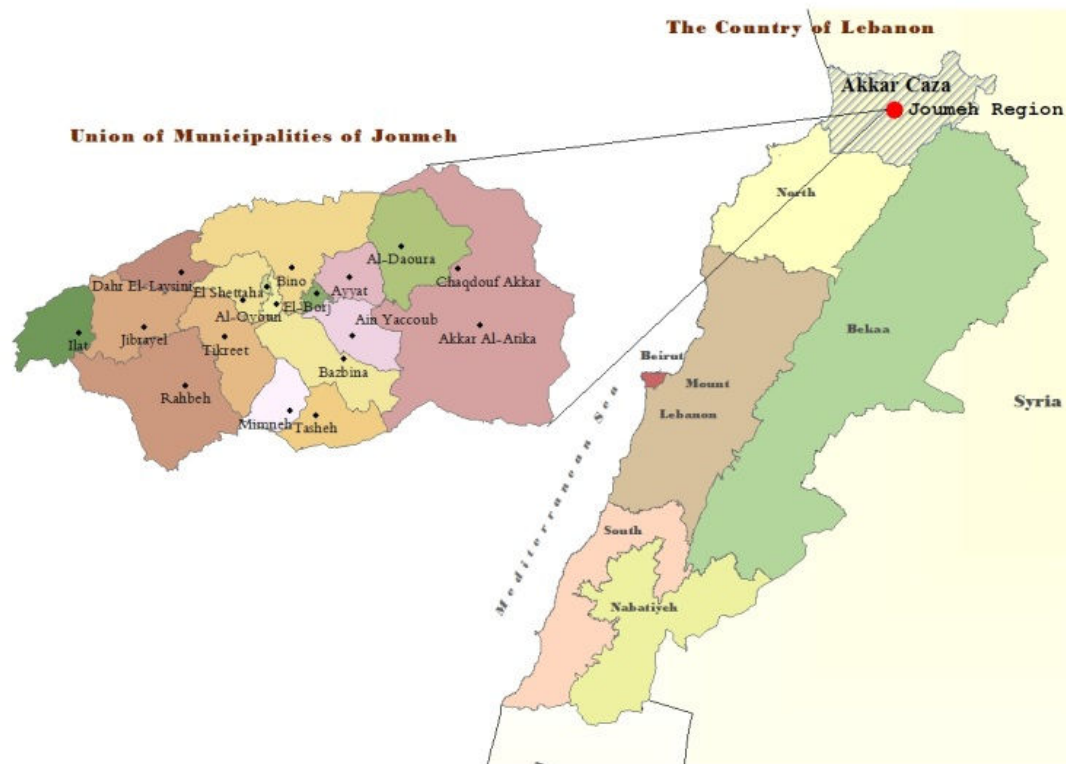 The Country of Lebanon
Akkar Caza
Joumeh Region
Union of Municipalities of Joumeh
North
Al-Daoura
Dahr El-Laysini
El Shettaha
Bino
Ayyat
Chaqdouf Akkar
Al-Oyoun
El-Borj
Ain Yaccoub
Ilat
Jibrayel
Tikreet
Akkar Al-Atika
Bazbina
Rahbeh
Mimneh
Tasheh
Bekaa
Beirut
Mount
Lebanon
Syria
Mediterranean Sea
South
Nabatiyeh